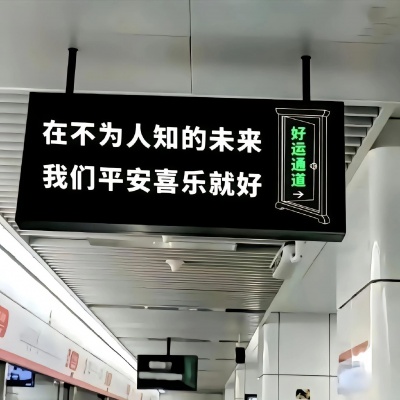 在不为人知的未来
我们平安喜乐就好
好运通道
→